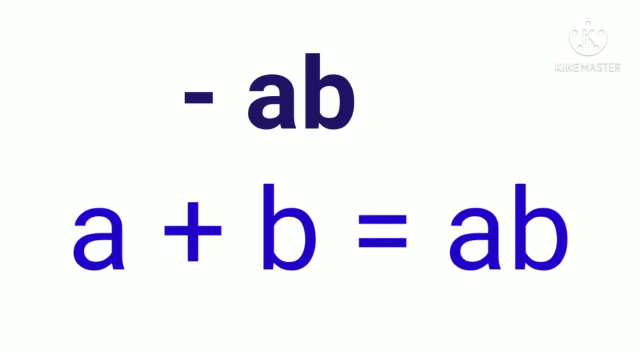 KINEMASTER
- ab
a + b = ab